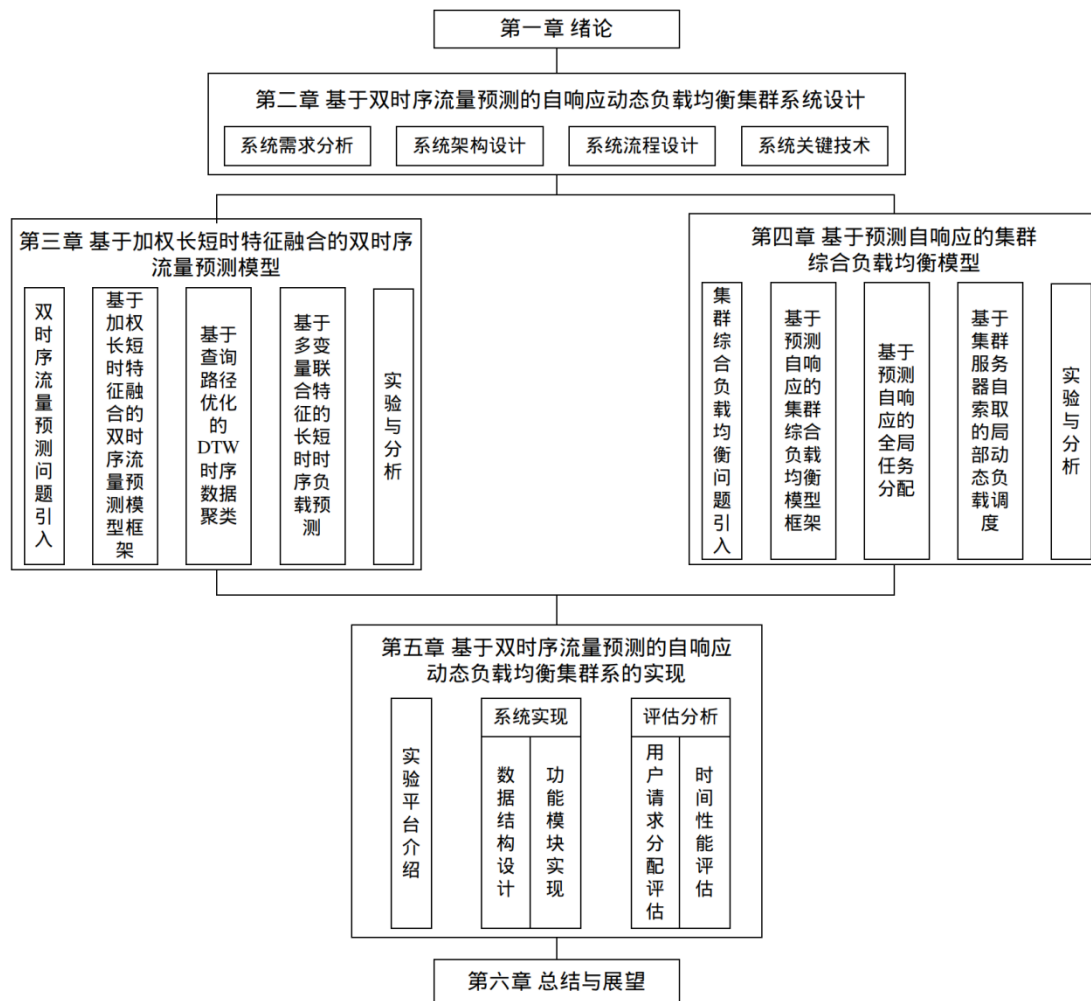 第一章 绪论
第二章 基于双时序流量预测的自响应动态负载均衡集群系统设计
系统需求分析
系统架构设计
系统流程设计
系统关键技术
第三章 基于加权长短时特征融合的双时序
流量预测模型
双时序流量预测问题引入
基于
加权
长短
时特
征融
合的
双时
序流
量预
测模
型框
架
基于
查询
路径
优化
的
DTW
时序
数据
聚类
基于
多变
量联
合特
征的
长短
时时
序负
载预
测
实验与分析
第四章 基于预测自响应的集群
综合负载均衡模型
集群综合负载均衡问题引入
基于
预测
自响
应的
集群
综合
负载
均衡
模型
框架
基于
预测
自响
应的
全局
任务
分配
基于
集群
服务
器自
索取
的局
部动
态负
载调
度
实验与分析
第五章 基于双时序流量预测的自响应
动态负载均衡集群系的实现
实验平台介绍
系统实现
数据结构设计
功能模块实现
评估分析
用户请求分配评估
时间性能评估
第六章 总结与展望